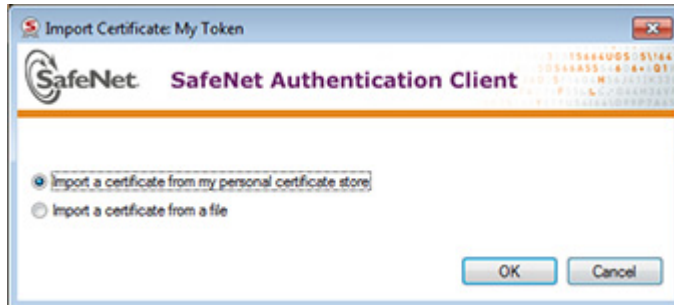 Import Certificate: My Token
SafeNet. SafeNet Authentication Client
Import a certificate from my personal certificate store
Import a certificate from a file
OK Cancel